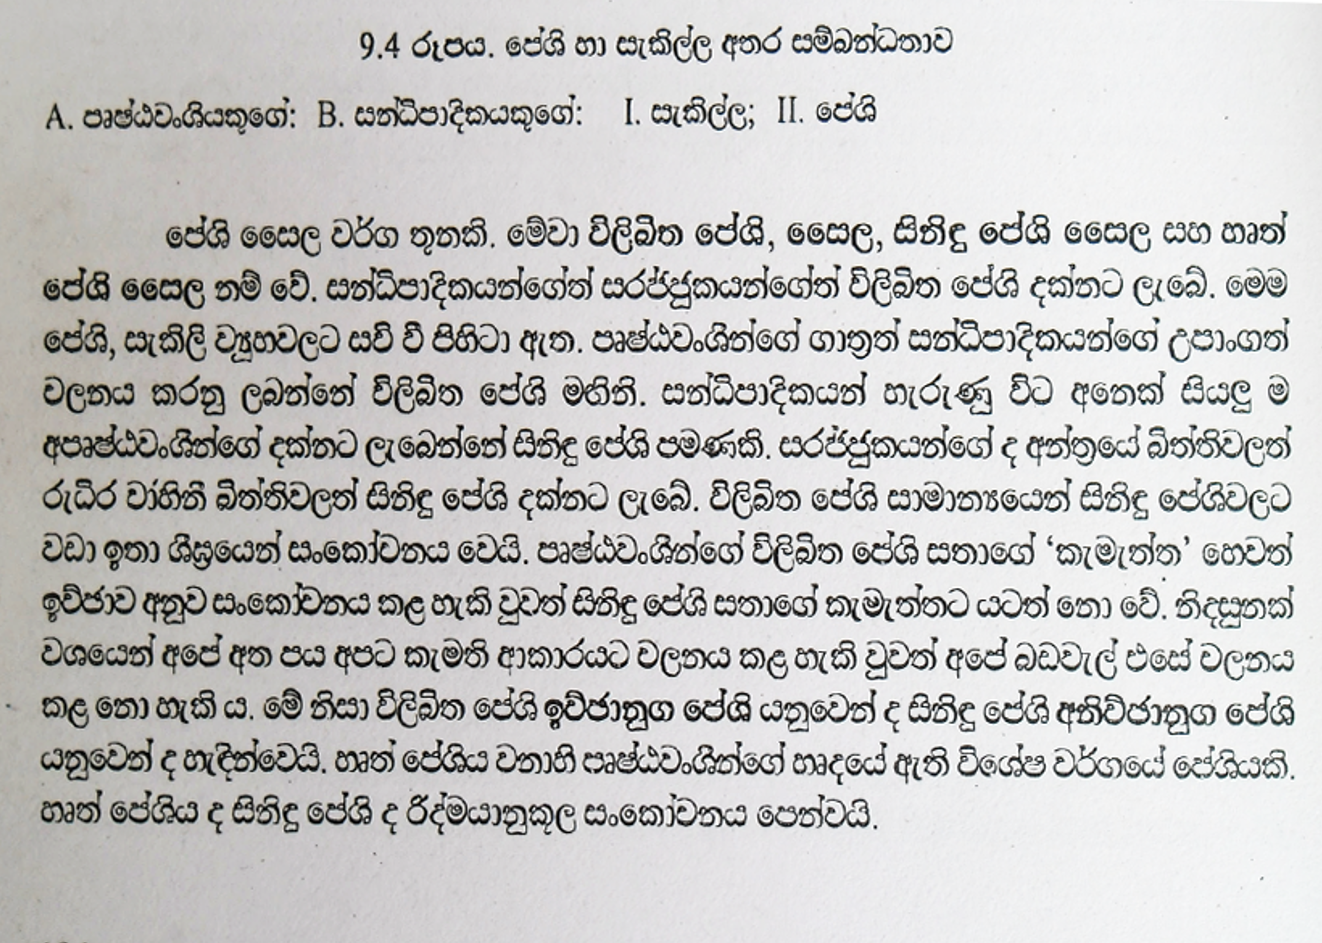 9.4 රූපය. පේශි හා සැකිල්ල අතර සම්බන්ධතාව
A. පෘෂ්ඨවංශියකුගේ: B. සන්ධිපාදිකයකුගේ: I. සැකිල්ල; II. පේශි
පේශි සෛල වර්ග තුනකි. මේවා විලිඛිත පේශි, සෛල, සිනිඳු පේශි සෛල සහ හෘත්
පේශි සෛල නම් වේ. සන්ධිපාදිකයන්ගේත් සරජ්ජුකයන්ගේත් විලිඛිත පේශි දක්නට ලැබේ. මෙම
පේශි, සැකිලි ව්‍යූහවලට සවි වී පිහිටා ඇත. පෘෂ්ඨවංශීන්ගේ ගාත්‍රත් සන්ධිපාදිකයන්ගේ උපාංගත්
චලනය කරනු ලබන්නේ විලිඛිත පේශි මඟිනි. සන්ධිපාදිකයන් හැරුණු විට අනෙක් සියලු ම
අපෘෂ්ඨවංශීන්ගේ දක්නට ලැබෙන්නේ සිනිඳු පේශි පමණකි. සරජ්ජුකයන්ගේ ද අන්ත්‍රයේ බිත්තිවලත්
රුධිර වාහිනී බිත්තිවලත් සිනිඳු පේශි දක්නට ලැබේ. විලිඛිත පේශි සාමාන්‍යයෙන් සිනිඳු පේශිවලට
වඩා ඉතා ශීඝ්‍රයෙන් සංකෝචනය වෙයි. පෘෂ්ඨවංශීන්ගේ විලිඛිත පේශි සතාගේ ‘කැමැත්ත’ හෙවත්
ඉච්ඡාව අනුව සංකෝචනය කළ හැකි වුවත් සිනිඳු පේශි සතාගේ කැමැත්තට යටත් නො වේ. නිදසුනක්
වශයෙන් අපේ අත පය අපට කැමති ආකාරයට චලනය කළ හැකි වුවත් අපේ බඩවැල් එසේ චලනය
කළ නො හැකි ය. මේ නිසා විලිඛිත පේශි ඉච්ඡානුග පේශි යනුවෙන් ද සිනිඳු පේශි අනිච්ඡානුග පේශි
යනුවෙන් ද හැඳින්වෙයි. හෘත් පේශිය වනාහි පෘෂ්ඨවංශීන්ගේ හෘදයේ ඇති විශේෂ වර්ගයේ පේශියකි.
හෘත් පේශිය ද සිනිඳු පේශි ද රිද්මයානුකූල සංකෝචනය පෙන්වයි.